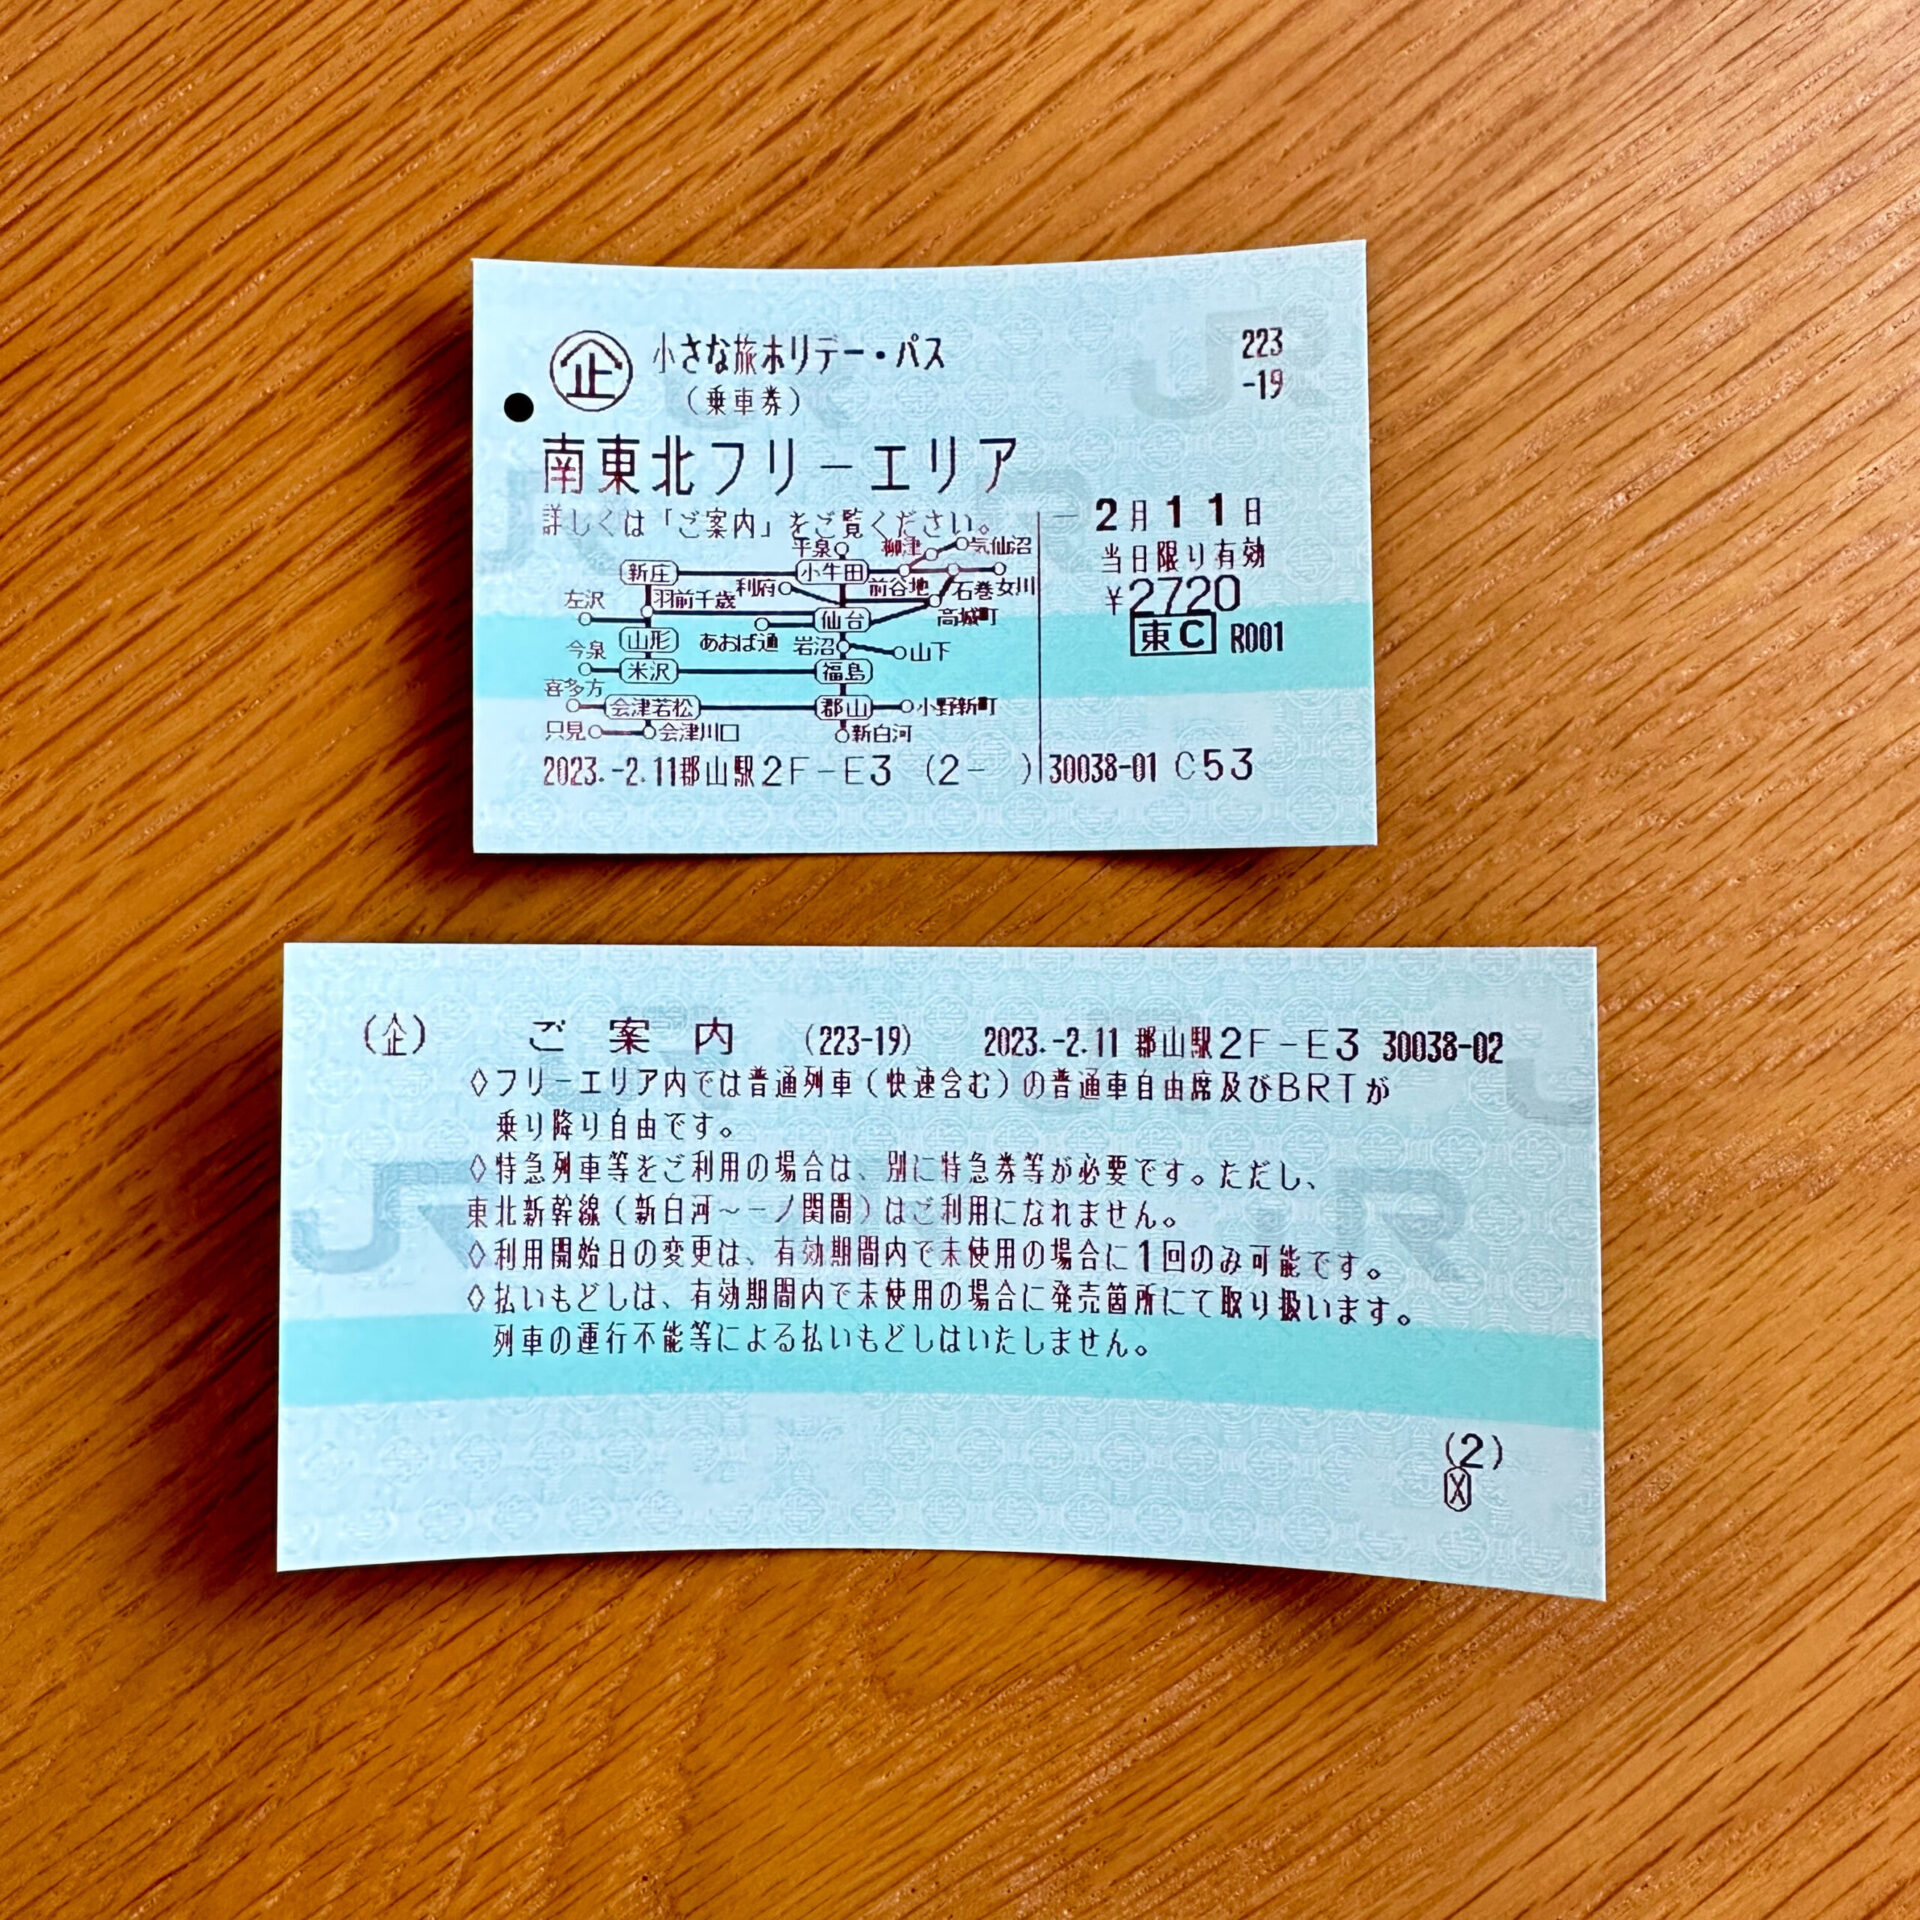 企 小さな旅ホリデー・パス 223
(乗車券) -19
南東北フリーエリア
詳しくは「ご案内」をご覧ください。
2月11日
当日限り有効
¥2720
東C R001
平泉 柳津 気仙沼
新庄 小牛田 前谷地 石巻 女川
利府
左沢 羽前千歳 仙台 高城町
山形 あおば通 岩沼 山下
今泉 米沢 福島
喜多方 会津若松 郡山 小野新町
只見 会津川口 新白河
2023.-2.11郡山駅2F-E3 (2- ) 30038-01 C53
(企) ご案内 (223-19) 2023.-2.11 郡山駅2F-E3 30038-02
◇フリーエリア内では普通列車(快速含む)の普通車自由席及びBRTが
乗り降り自由です。
◇特急列車等をご利用の場合は、別に特急券等が必要です。ただし、
東北新幹線(新白河~一ノ関間)はご利用になれません。
◇利用開始日の変更は、有効期間内で未使用の場合に1回のみ可能です。
◇払いもどしは、有効期間内で未使用の場合に発売箇所にて取り扱います。
列車の運行不能等による払いもどしはいたしません。
(2)
X